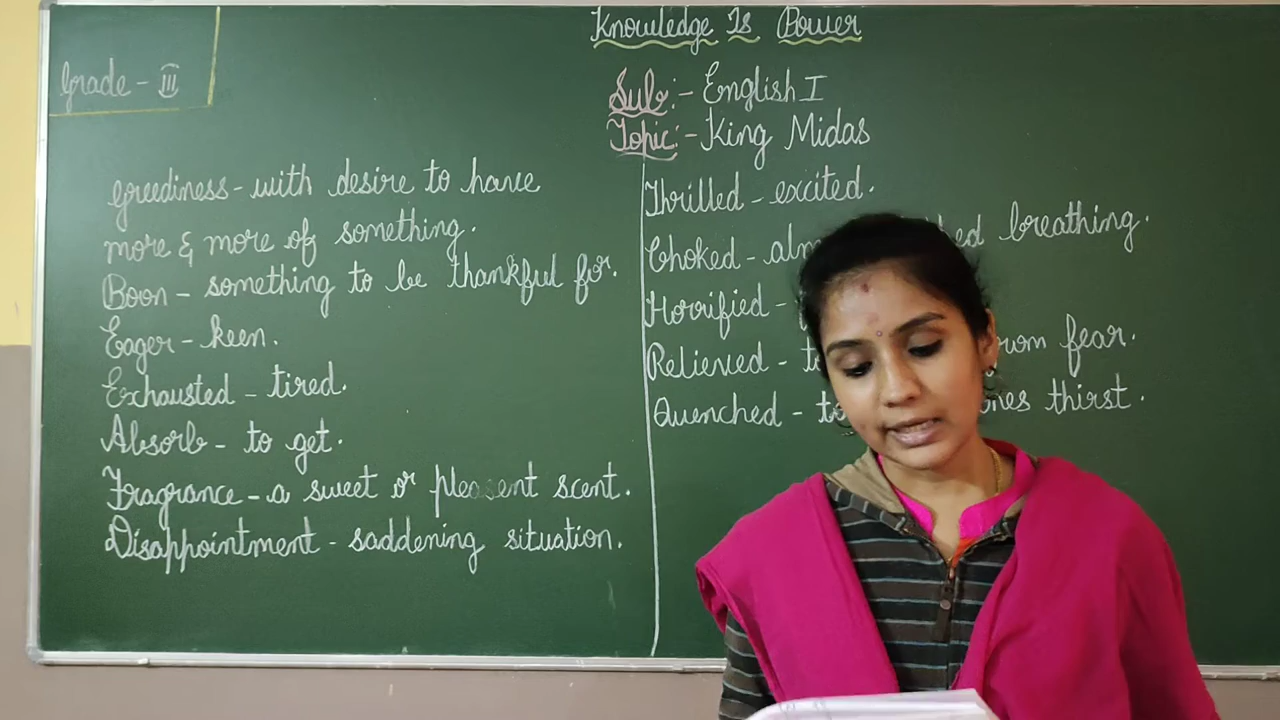 Knowledge Is Power
Grade - III
Sub:- English I
Topic:- King Midas
Greediness - with desire to have
more & more of something.
Boon - something to be thankful for.
Eager - keen.
Exhausted - tired.
Absorb - to get.
Fragrance - a sweet or pleasent scent.
Disappointment - saddening situation.
Thrilled - excited.
Choked - breathing.
Horrified -
Relieved - fear.
Quenched - to thirst.